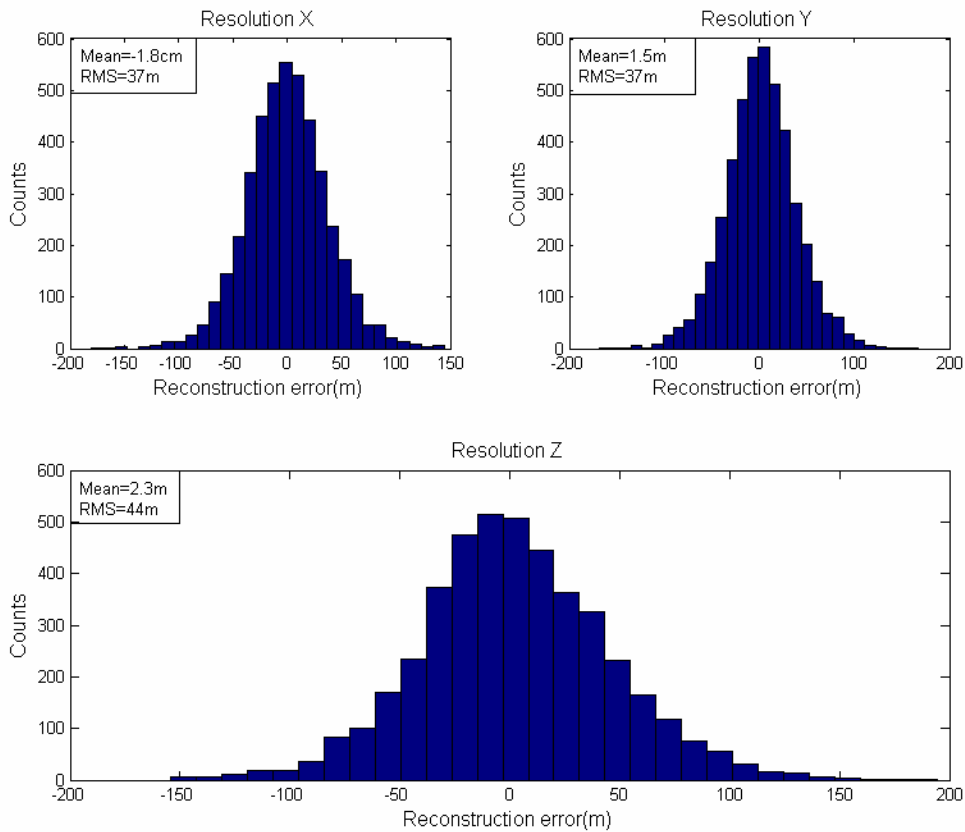 Resolution X
600
500
400
300
200
100
0
Counts
Mean=-1.8cm
RMS=37m
-200 -150 -100 -50 0 50 100 150
Reconstruction error(m)
Resolution Y
600
500
400
300
200
100
0
Counts
Mean=1.5m
RMS=37m
-200 -100 0 100 200
Reconstruction error(m)
Resolution Z
600
500
400
300
200
100
0
Counts
Mean=2.3m
RMS=44m
-200 -150 -100 -50 0 50 100 150 200
Reconstruction error(m)